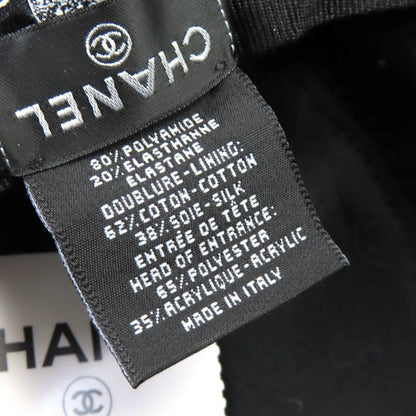 CHANEL
80% POLYAMIDE
20% ELASTHANNE
ELASTANE
DOUBLURE-LINING:
62% COTON-COTTON
38% SOIE-SILK
ENTRÉE DE TÊTE
HEAD OF ENTRANCE:
65% POLYESTER
35% ACRYLIQUE-ACRYLIC
MADE IN ITALY
CHAN